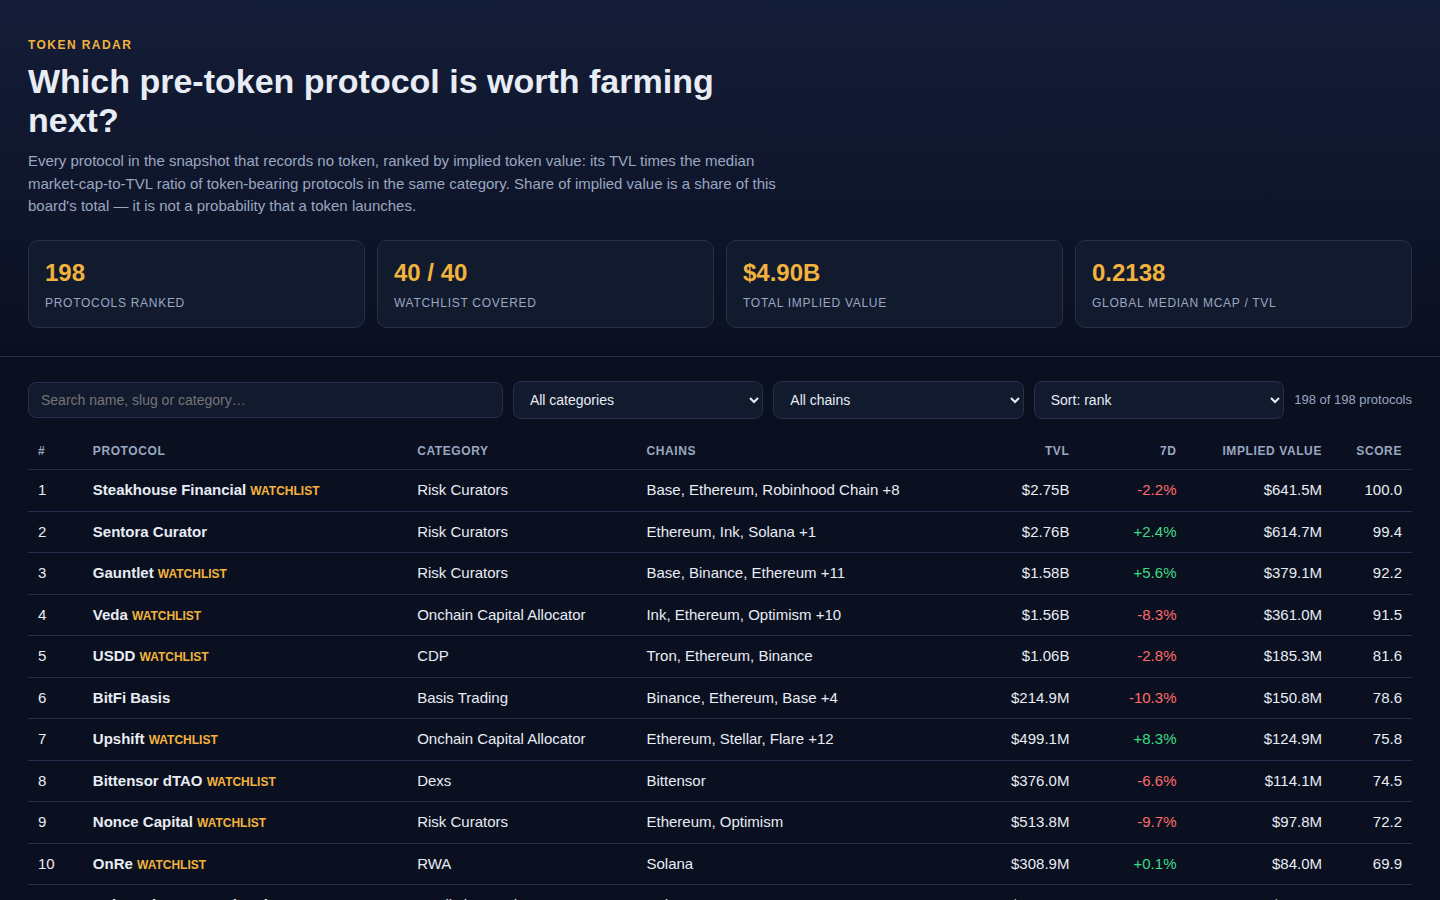 TOKEN RADAR
Which pre-token protocol is worth farming
next?
Every protocol in the snapshot that records no token, ranked by implied token value: its TVL times the median
market-cap-to-TVL ratio of token-bearing protocols in the same category. Share of implied value is a share of this
board's total — it is not a probability that a token launches.
198
PROTOCOLS RANKED
40 / 40
WATCHLIST COVERED
$4.90B
TOTAL IMPLIED VALUE
0.2138
GLOBAL MEDIAN MCAP / TVL
Search name, slug or category… All categories All chains Sort: rank 198 of 198 protocols
# PROTOCOL CATEGORY CHAINS TVL 7D IMPLIED VALUE SCORE
1 Steakhouse Financial WATCHLIST Risk Curators Base, Ethereum, Robinhood Chain +8 $2.75B -2.2% $641.5M 100.0
2 Sentora Curator Risk Curators Ethereum, Ink, Solana +1 $2.76B +2.4% $614.7M 99.4
3 Gauntlet WATCHLIST Risk Curators Base, Binance, Ethereum +11 $1.58B +5.6% $379.1M 92.2
4 Veda WATCHLIST Onchain Capital Allocator Ink, Ethereum, Optimism +10 $1.56B -8.3% $361.0M 91.5
5 USDD WATCHLIST CDP Tron, Ethereum, Binance $1.06B -2.8% $185.3M 81.6
6 BitFi Basis Basis Trading Binance, Ethereum, Base +4 $214.9M -10.3% $150.8M 78.6
7 Upshift WATCHLIST Onchain Capital Allocator Ethereum, Stellar, Flare +12 $499.1M +8.3% $124.9M 75.8
8 Bittensor dTAO WATCHLIST Dexs Bittensor $376.0M -6.6% $114.1M 74.5
9 Nonce Capital WATCHLIST Risk Curators Ethereum, Optimism $513.8M -9.7% $97.8M 72.2
10 OnRe WATCHLIST RWA Solana $308.9M +0.1% $84.0M 69.9